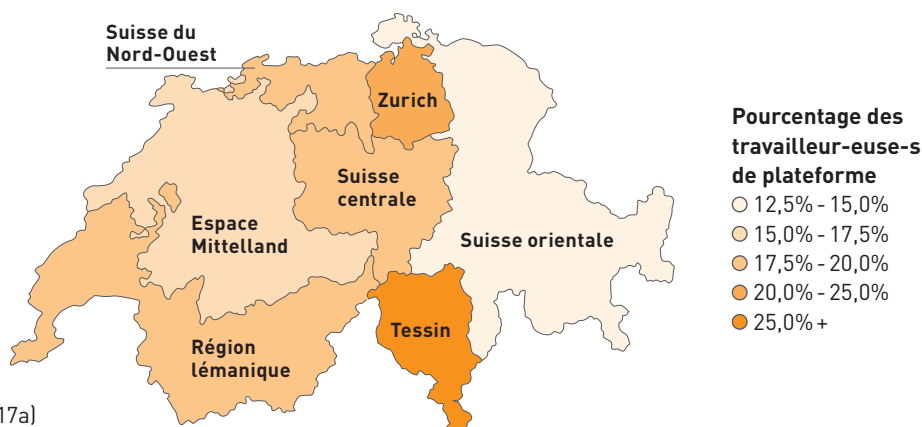 Suisse du
Nord-Ouest
Zurich
Suisse
centrale
Espace
Mittelland
Suisse orientale
Tessin
Région
lémanique
Pourcentage des
travailleur-euse-s
de plateforme
12,5% - 15,0%
15,0% - 17,5%
17,5% - 20,0%
20,0% - 25,0%
25,0% +
17a)